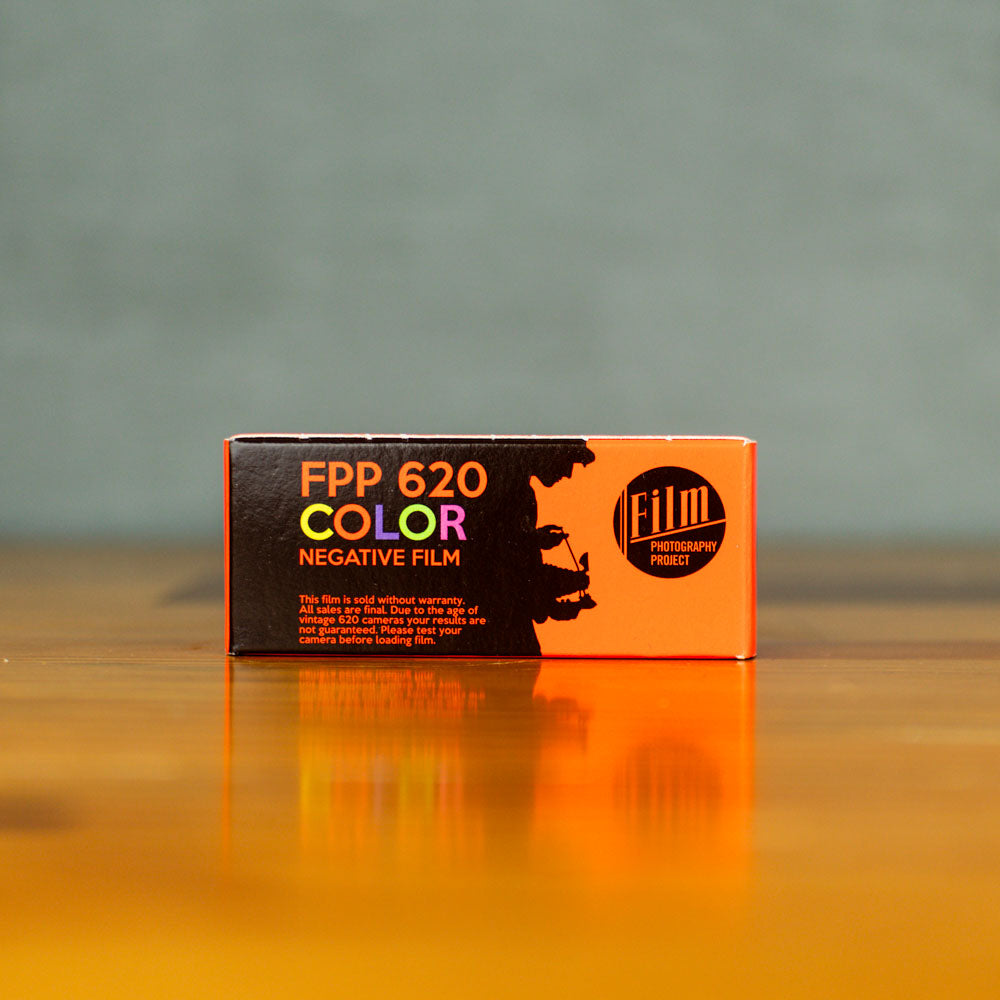 FPP 620
COLOR
NEGATIVE FILM
This film is sold without warranty.
All sales are final. Due to the age of
vintage 620 cameras your results are
not guaranteed. Please test your
camera before loading film.
Film
PHOTOGRAPHY
PROJECT